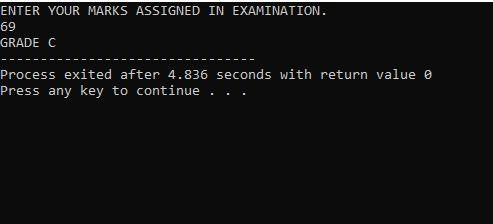 ENTER YOUR MARKS ASSIGNED IN EXAMINATION.
69
GRADE C
--------------------------------
Process exited after 4.836 seconds with return value 0
Press any key to continue . . .